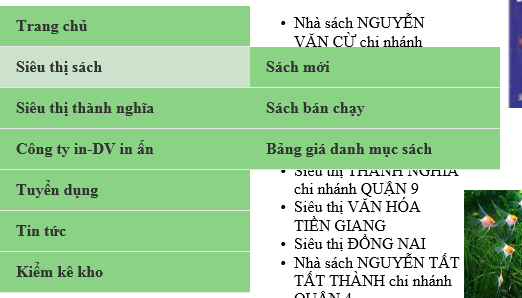 Trang chủ
Siêu thị sách
Siêu thị thành nghĩa
Công ty in-DV in ấn
Tuyển dụng
Tin tức
Kiểm kê kho
Sách mới
Sách bán chạy
Bảng giá danh mục sách
• Nhà sách NGUYỄN
VĂN CỪ chi nhánh
• Siêu thị THÀNH NGHĨA
chi nhánh QUẬN 9
• Siêu thị VĂN HÓA
TIỀN GIANG
• Siêu thị ĐỒNG NAI
• Nhà sách NGUYỄN TẤT
TẤT THÀNH chi nhánh
QUẬN 4